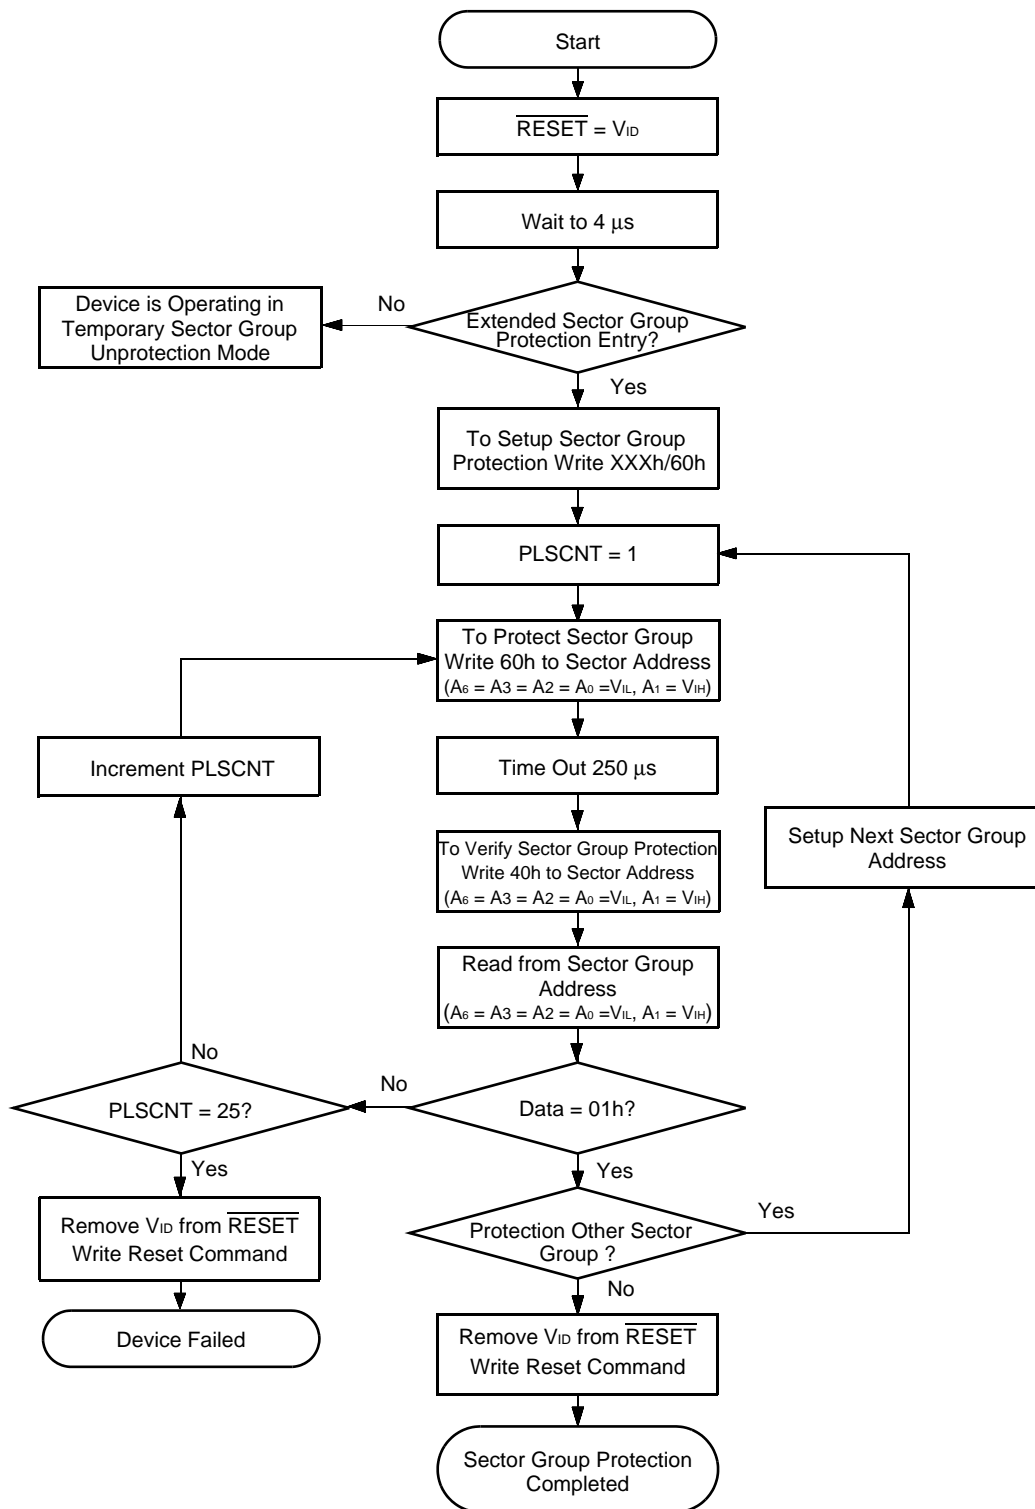 Start
RESET = VID
Wait to 4 μs
No
Device is Operating in
Temporary Sector Group
Unprotection Mode
Extended Sector Group
Protection Entry?
Yes
To Setup Sector Group
Protection Write XXXh/60h
PLSCNT = 1
To Protect Sector Group
Write 60h to Sector Address
(A6 = A3 = A2 = A0 =VIL, A1 = VIH)
Increment PLSCNT
Time Out 250 μs
Setup Next Sector Group
Address
To Verify Sector Group Protection
Write 40h to Sector Address
(A6 = A3 = A2 = A0 =VIL, A1 = VIH)
Read from Sector Group
Address
(A6 = A3 = A2 = A0 =VIL, A1 = VIH)
No
No
PLSCNT = 25?
Data = 01h?
Yes
Yes
Yes
Remove VID from RESET
Write Reset Command
Protection Other Sector
Group ?
No
Device Failed
Remove VID from RESET
Write Reset Command
Sector Group Protection
Completed